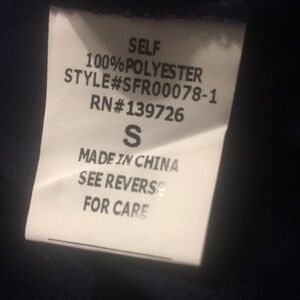 SELF
100%POLYESTER
STYLE#SFR00078-1
RN#139726
S
MADE IN CHINA
SEE REVERSE
FOR CARE